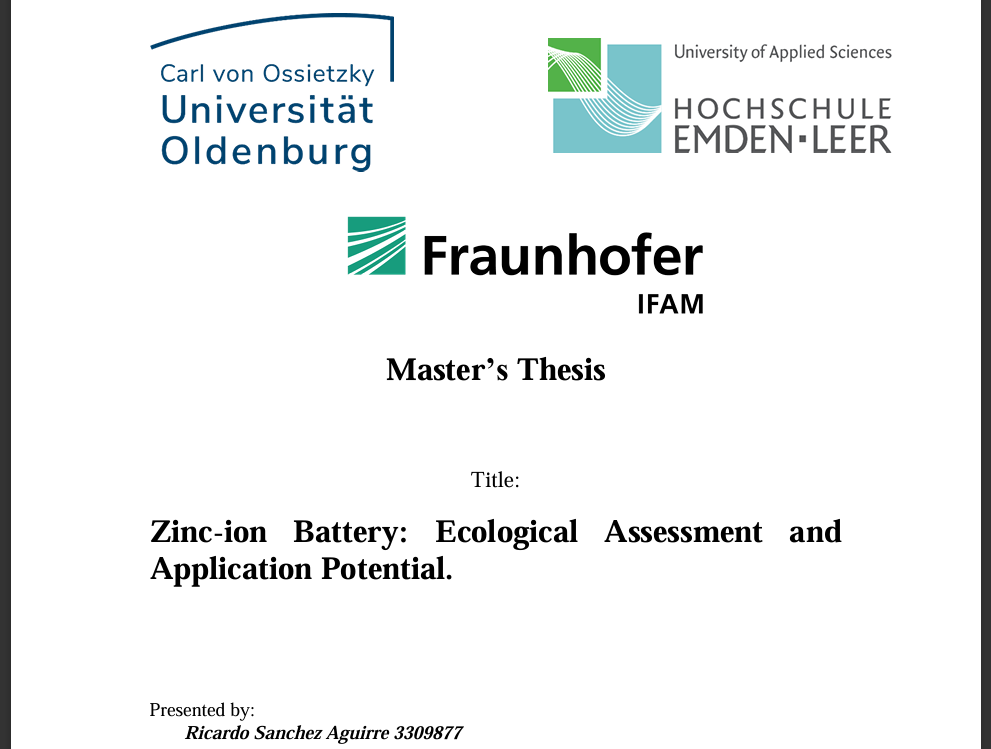 Carl von Ossietzky
Universität
Oldenburg
University of Applied Sciences
HOCHSCHULE
EMDEN·LEER
Fraunhofer
IFAM
Master’s Thesis
Title:
Zinc-ion Battery: Ecological Assessment and
Application Potential.
Presented by:
Ricardo Sanchez Aguirre 3309877